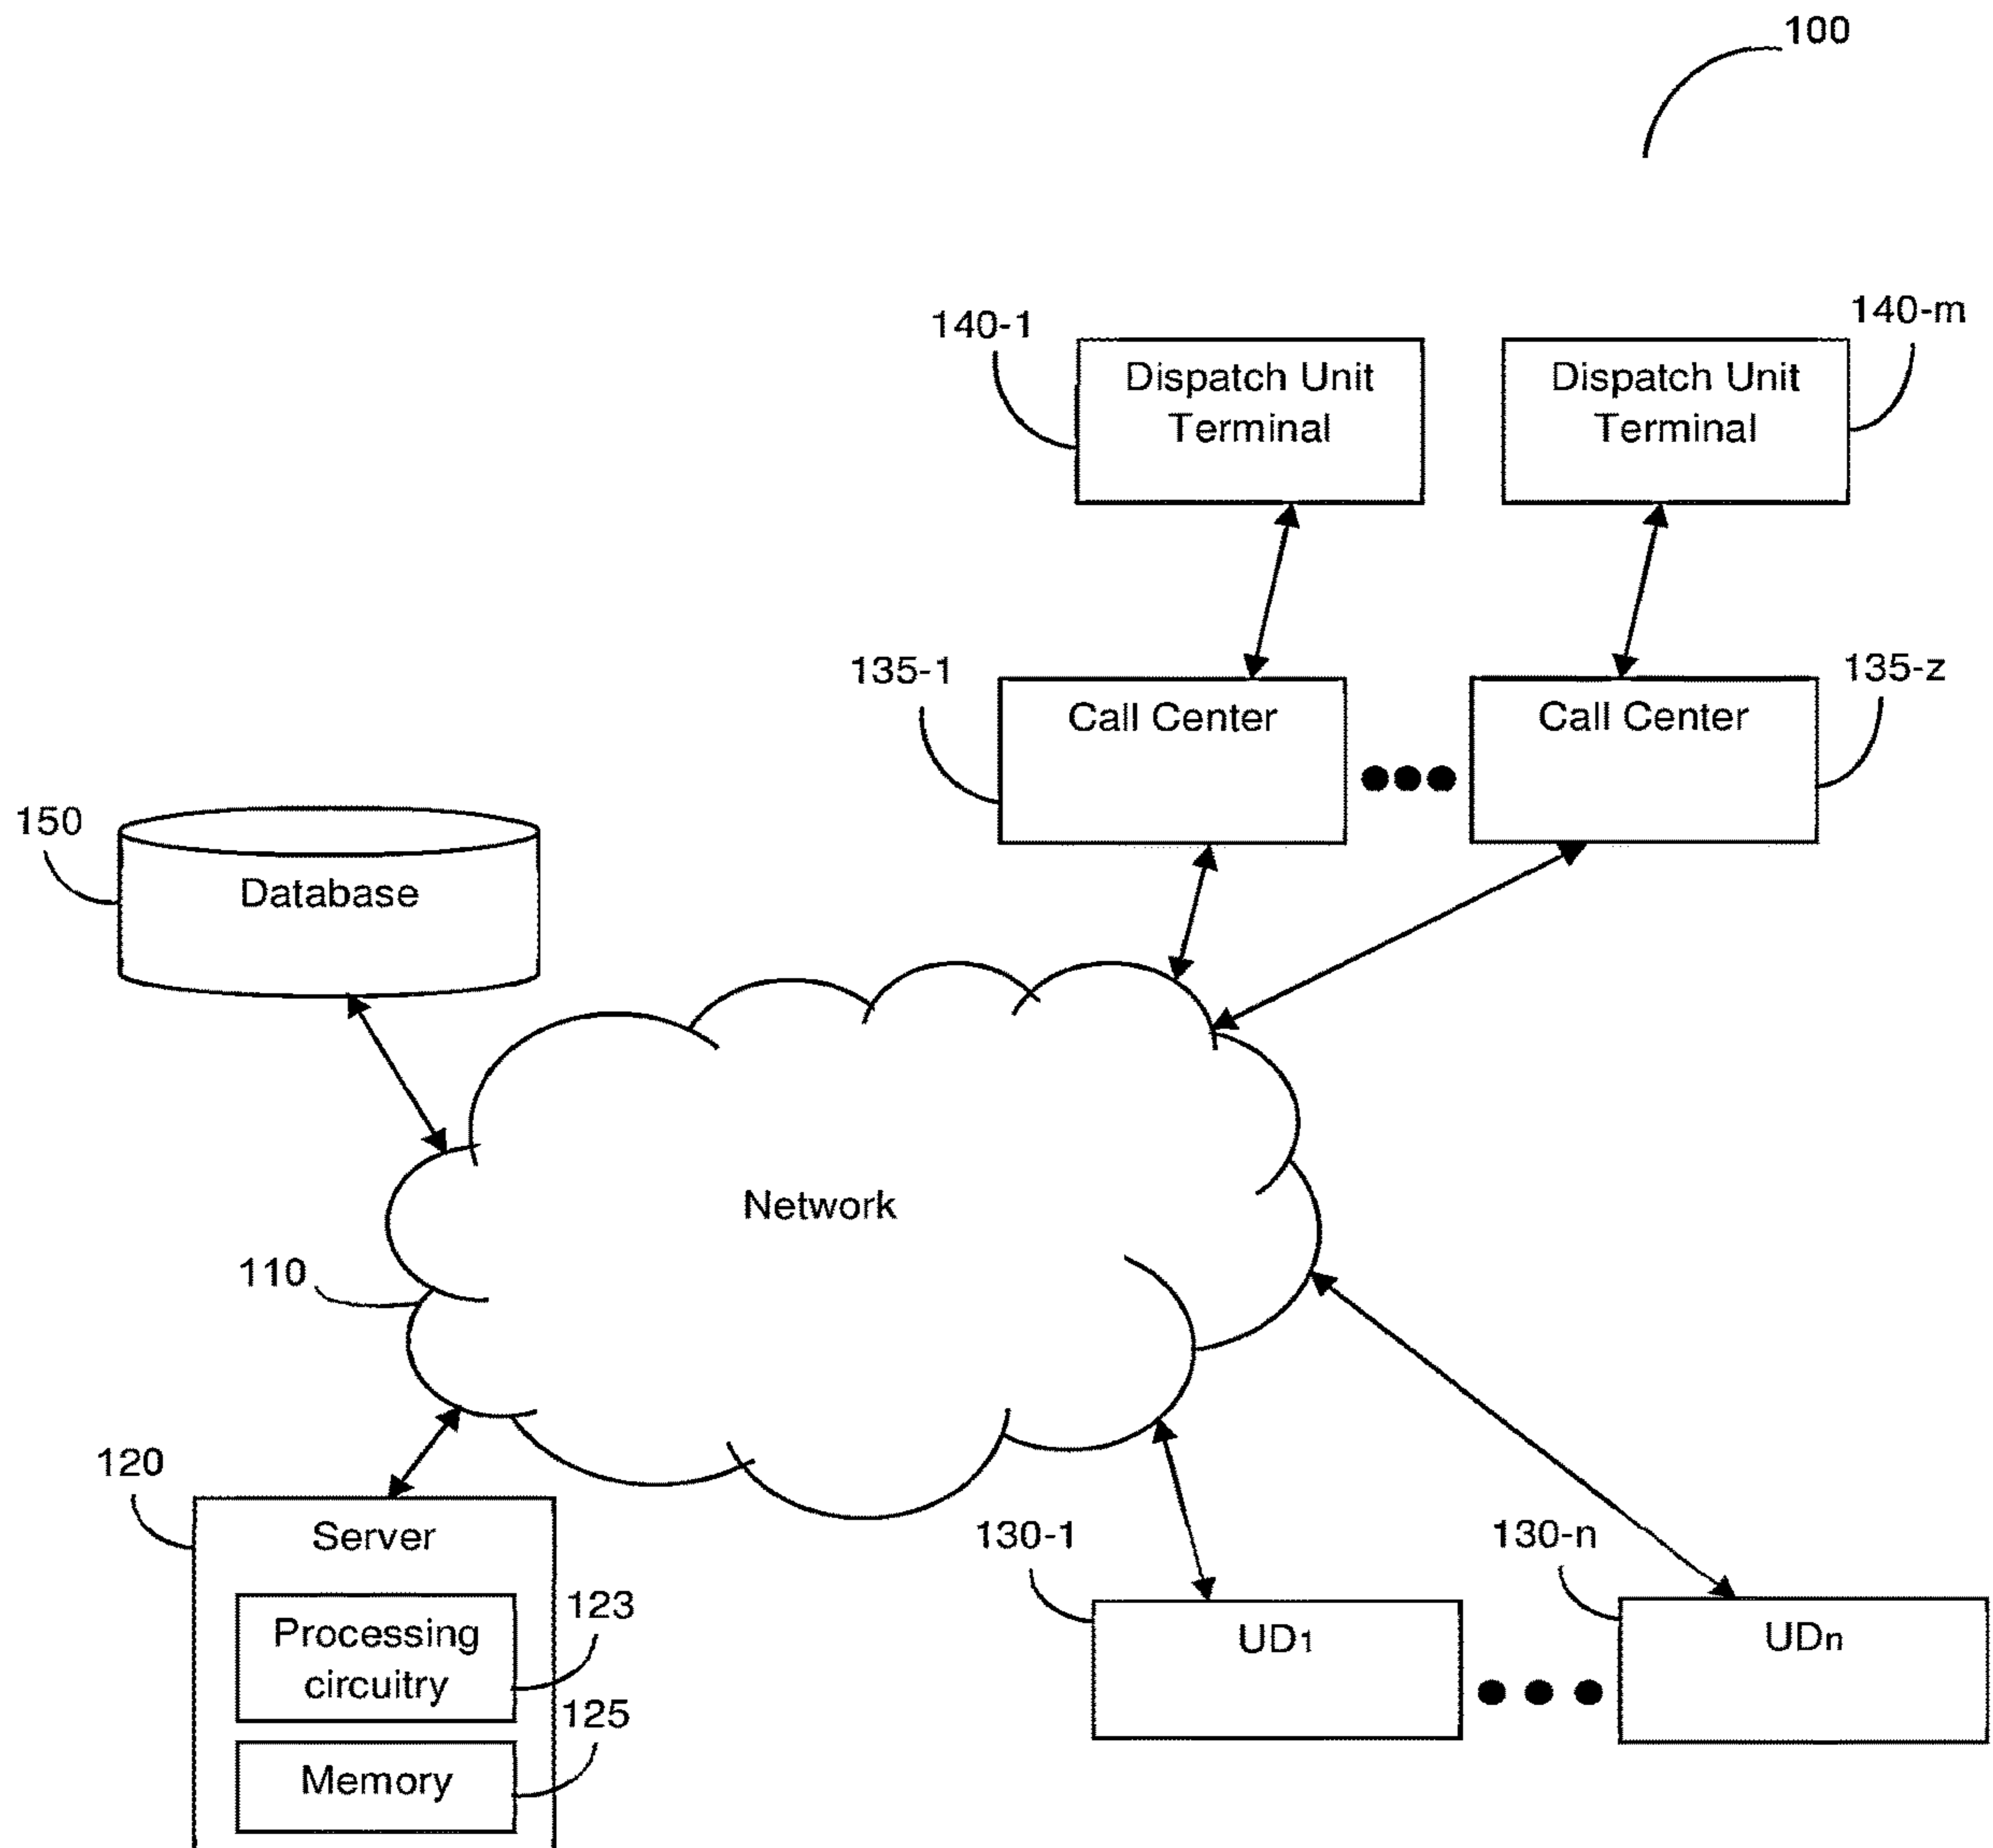 100
140-1
140-m
Dispatch Unit
Terminal
Dispatch Unit
Terminal
135-1
135-z
Call Center
Call Center
150
Database
Network
110
120
Server
130-1
130-n
123
Processing
circuitry
UD1
UDn
125
Memory